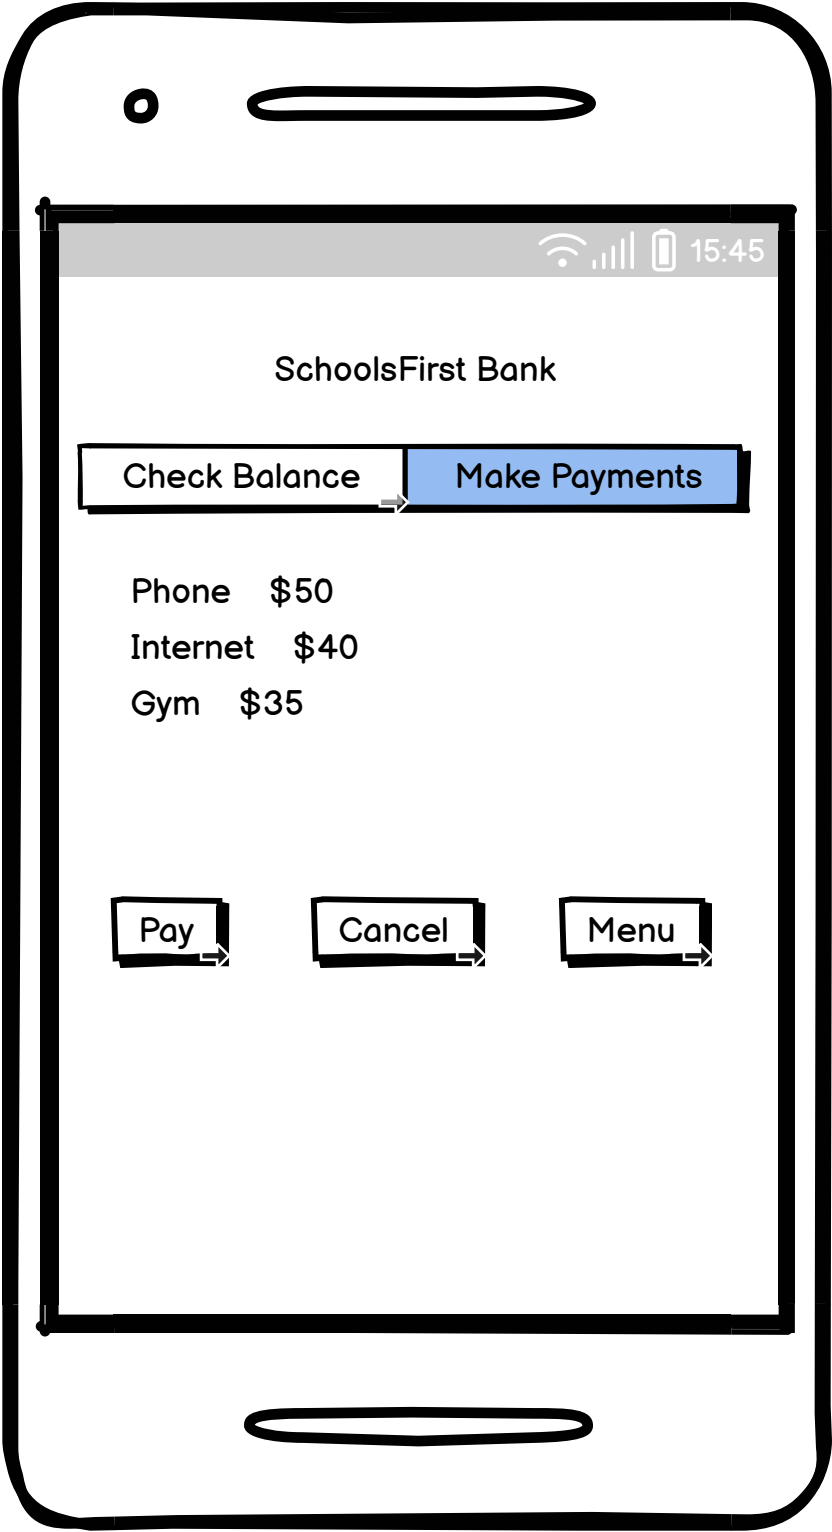 15:45
SchoolsFirst Bank
Check Balance Make Payments
Phone $50
Internet $40
Gym $35
Pay Cancel Menu